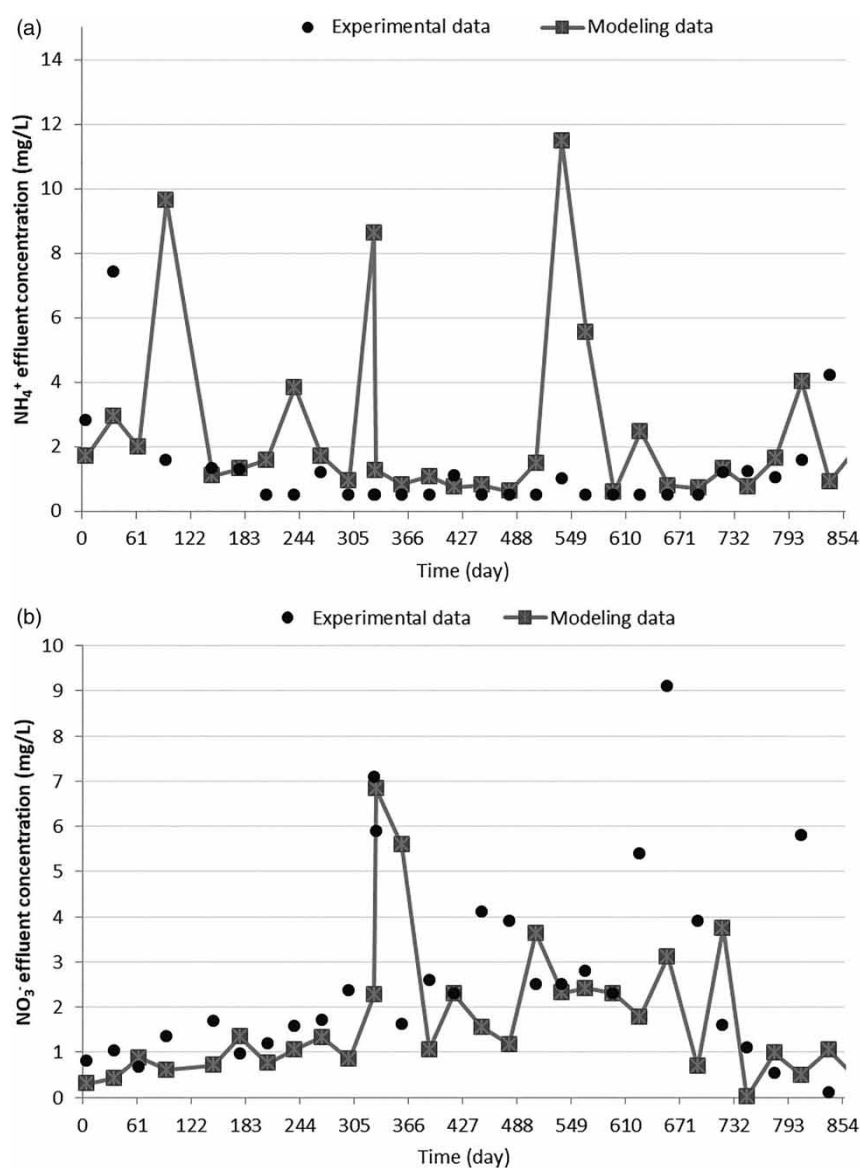 (a)
Experimental data
Modeling data
14
12
10
8
6
4
2
0
NH₄⁺ effluent concentration (mg/L)
0 61 122 183 244 305 366 427 488 549 610 671 732 793 854
Time (day)
(b)
Experimental data
Modeling data
10
9
8
7
6
5
4
3
2
1
0
NO₃⁻ effluent concentration (mg/L)
0 61 122 183 244 305 366 427 488 549 610 671 732 793 854
Time (day)